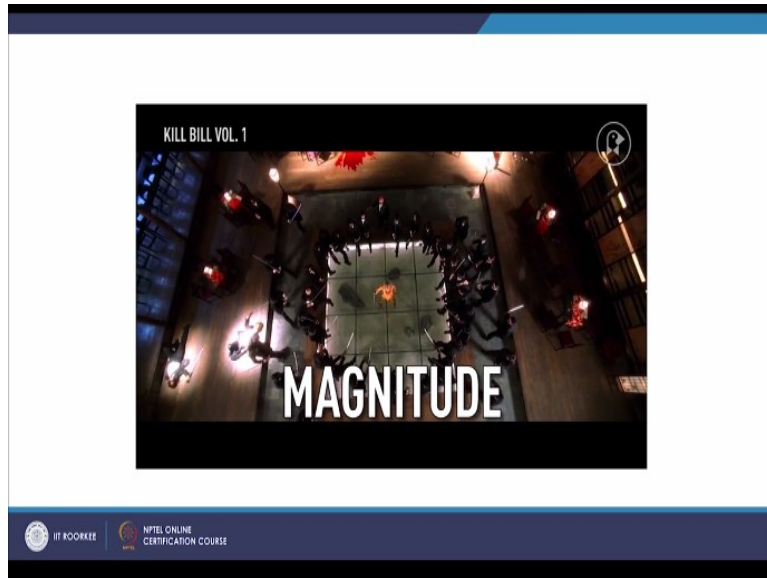 KILL BILL VOL. 1
MAGNITUDE
IIT ROORKEE
NPTEL ONLINE
CERTIFICATION COURSE